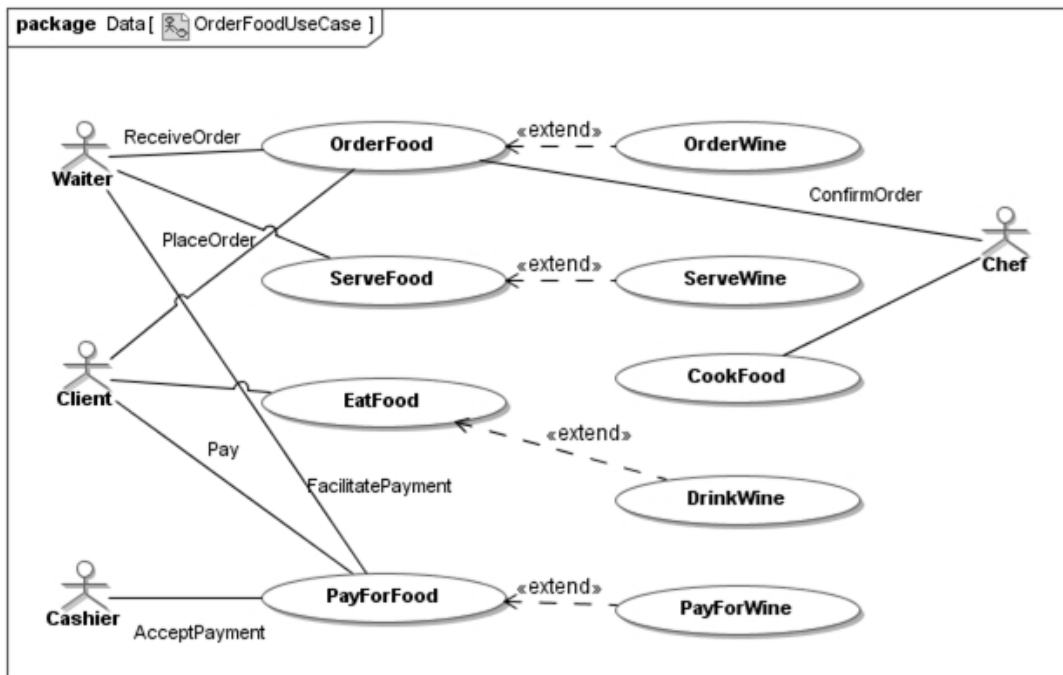 package Data[ OrderFoodUseCase ]
ReceiveOrder
OrderFood
«extend»
OrderWine
Waiter
ConfirmOrder
PlaceOrder
ServeFood
«extend»
ServeWine
Chef
CookFood
Client
EatFood
«extend»
Pay
FacilitatePayment
DrinkWine
PayForFood
«extend»
PayForWine
Cashier
AcceptPayment